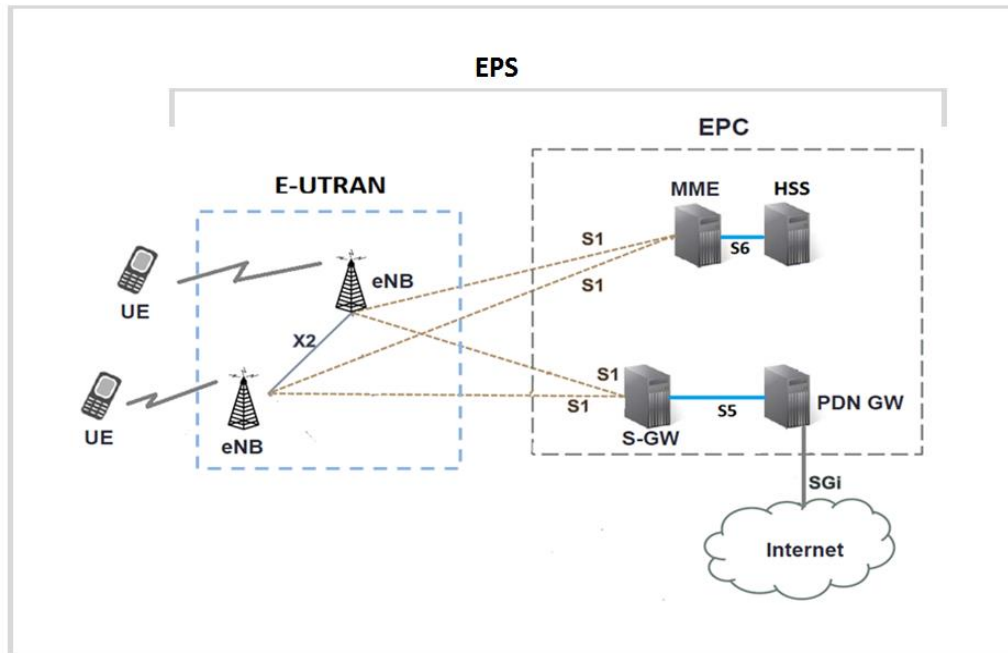 EPS
EPC
E-UTRAN
MME
HSS
S1
S6
eNB
UE
S1
X2
S1
S5
PDN GW
UE
S1
eNB
S-GW
SGi
Internet